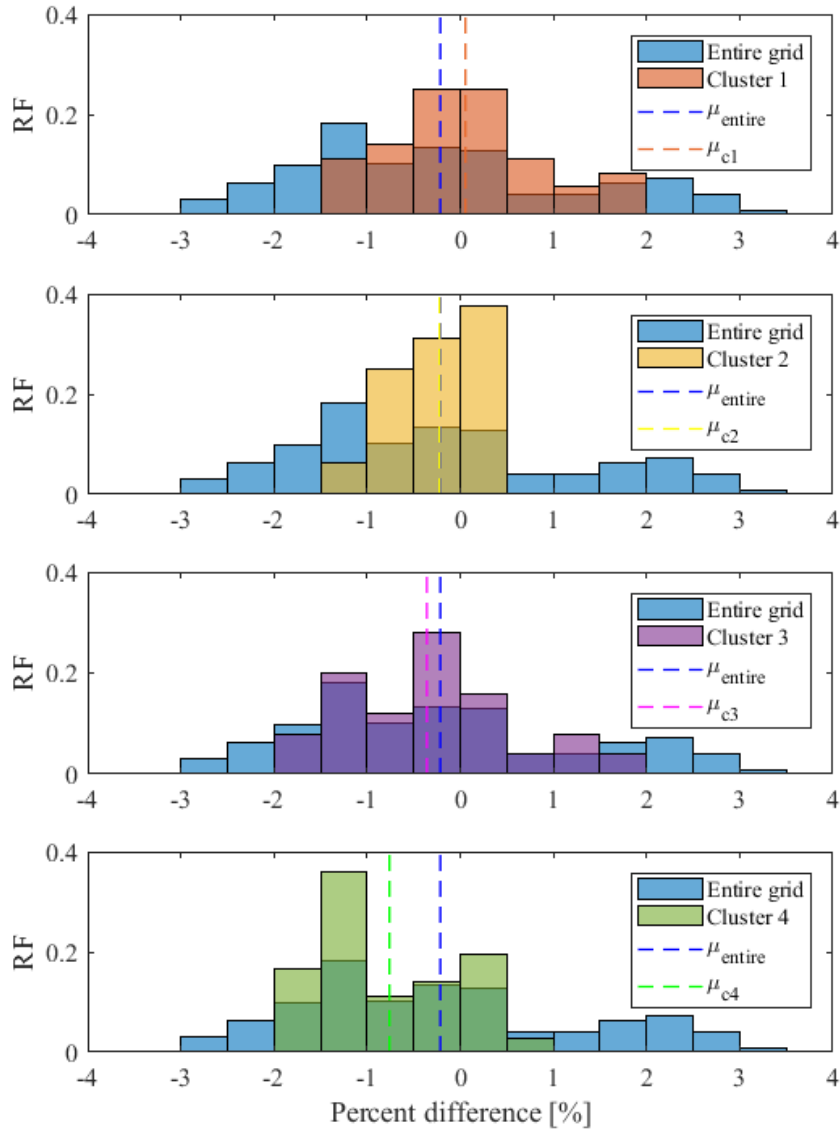 0.4
0.2
0
RF
-4 -3 -2 -1 0 1 2 3 4
Entire grid
Cluster 1
μentire
μc1
0.4
0.2
0
RF
-4 -3 -2 -1 0 1 2 3 4
Entire grid
Cluster 2
μentire
μc2
0.4
0.2
0
RF
-4 -3 -2 -1 0 1 2 3 4
Entire grid
Cluster 3
μentire
μc3
0.4
0.2
0
RF
-4 -3 -2 -1 0 1 2 3 4
Entire grid
Cluster 4
μentire
μc4
Percent difference [%]